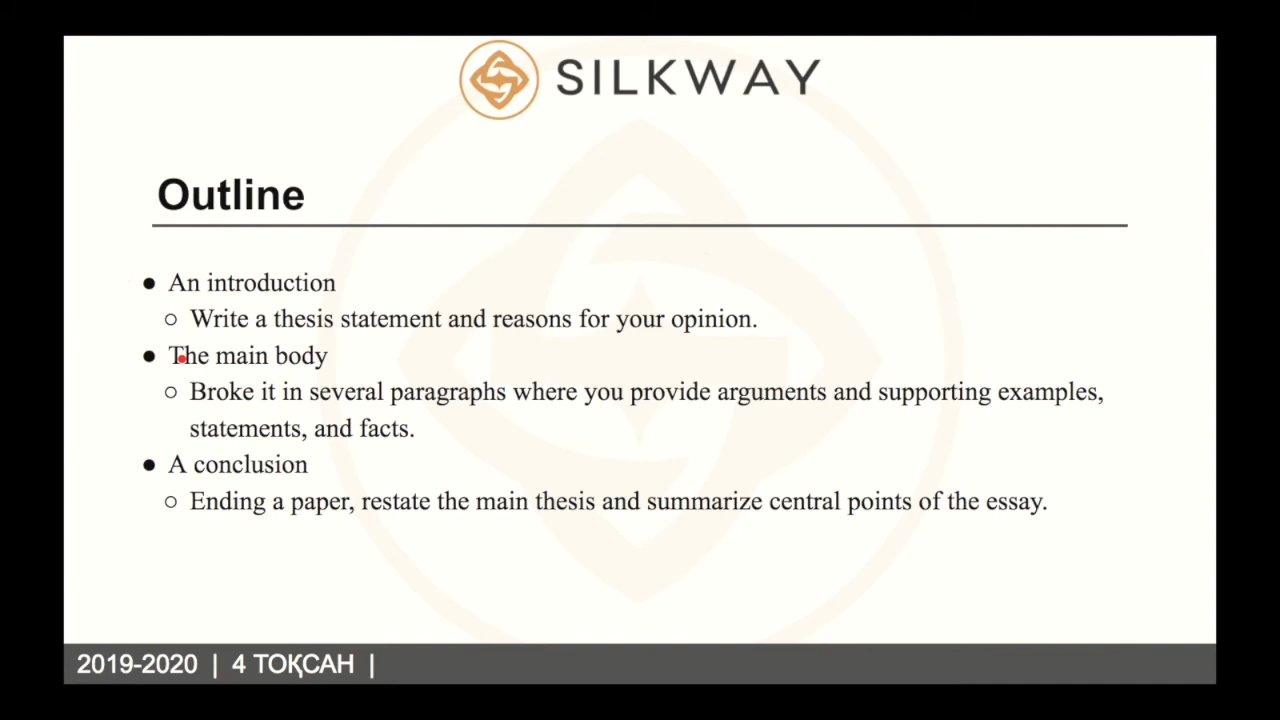 SILKWAY
Outline
● An introduction
○ Write a thesis statement and reasons for your opinion.
● The main body
○ Broke it in several paragraphs where you provide arguments and supporting examples,
statements, and facts.
● A conclusion
○ Ending a paper, restate the main thesis and summarize central points of the essay.
2019-2020 | 4 ТОҚСАН |